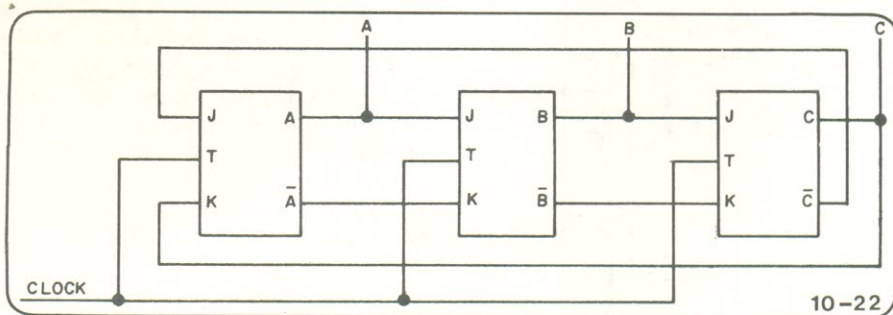 A B C
J A J B J C
T T T
K A̅ K B̅ K C̅
CLOCK
10-22